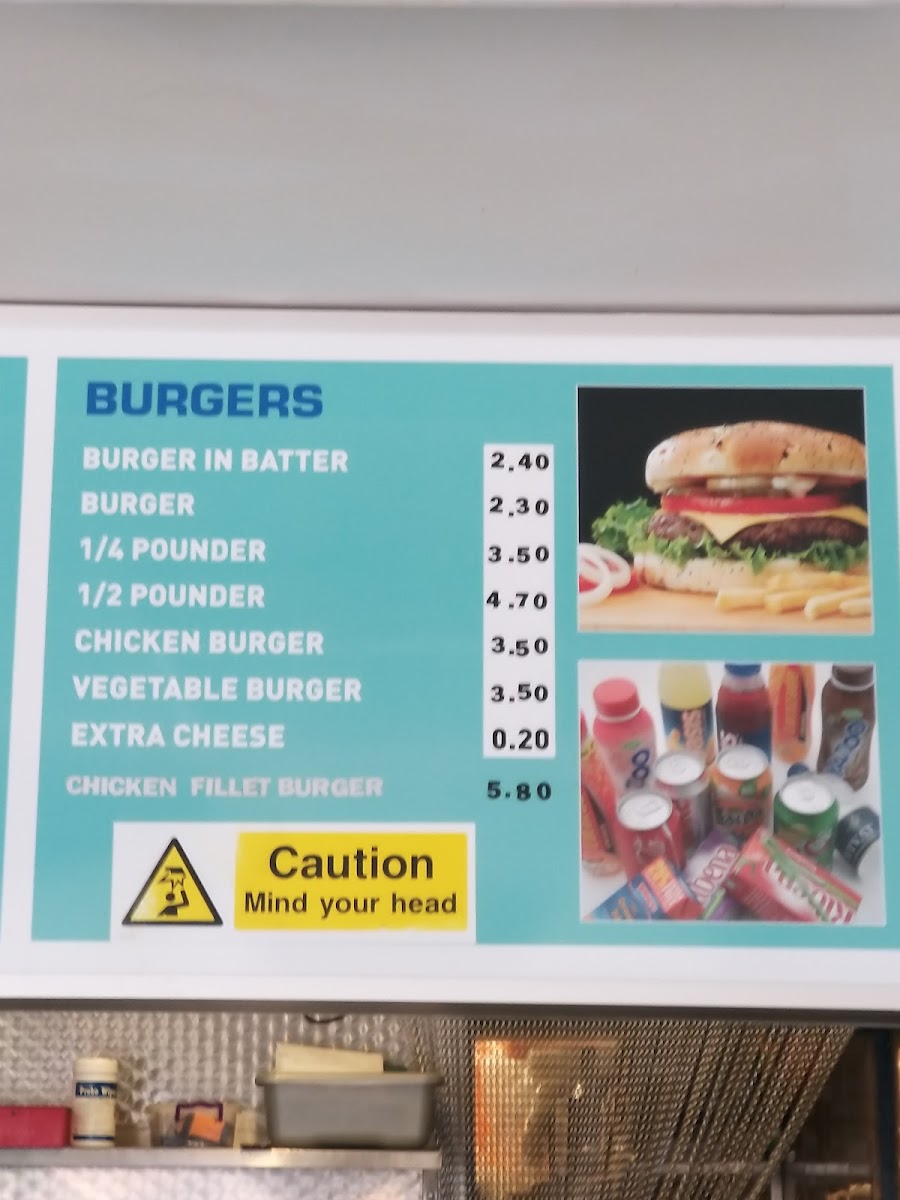 BURGERS
BURGER IN BATTER 2.40
BURGER 2.30
1/4 POUNDER 3.50
1/2 POUNDER 4.70
CHICKEN BURGER 3.50
VEGETABLE BURGER 3.50
EXTRA CHEESE 0.20
CHICKEN FILLET BURGER 5.80
Caution
Mind your head
Probe Wipes